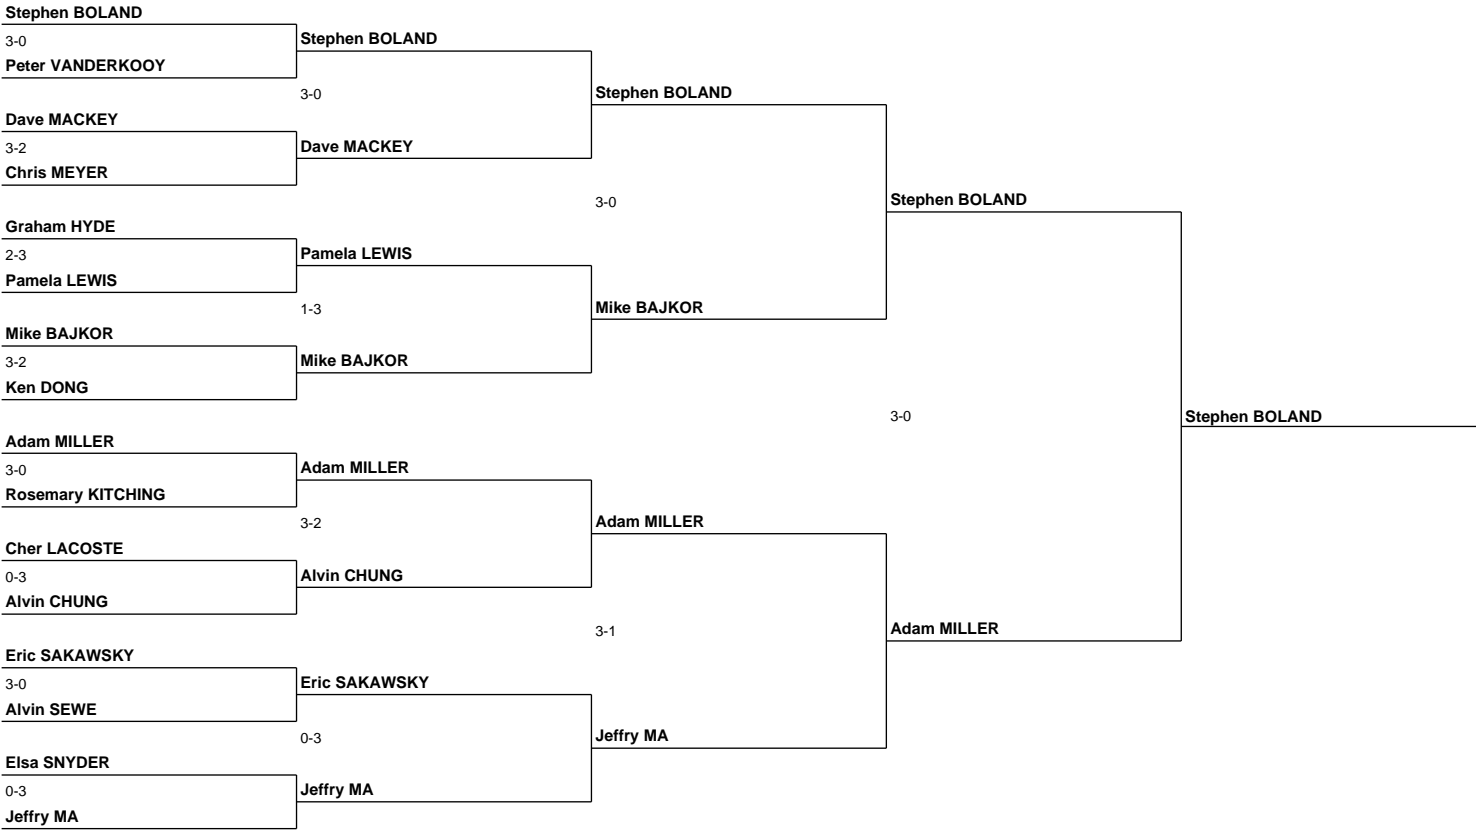 Stephen BOLAND
3-0
Peter VANDERKOOY
Dave MACKEY
3-2
Chris MEYER
Graham HYDE
2-3
Pamela LEWIS
Mike BAJKOR
3-2
Ken DONG
Adam MILLER
3-0
Rosemary KITCHING
Cher LACOSTE
0-3
Alvin CHUNG
Eric SAKAWSKY
3-0
Alvin SEWE
Elsa SNYDER
0-3
Jeffry MA
Stephen BOLAND
3-0
Dave MACKEY
Pamela LEWIS
1-3
Mike BAJKOR
Adam MILLER
3-2
Alvin CHUNG
Eric SAKAWSKY
0-3
Jeffry MA
Stephen BOLAND
3-0
Mike BAJKOR
Adam MILLER
3-1
Jeffry MA
Stephen BOLAND
3-0
Adam MILLER
Stephen BOLAND